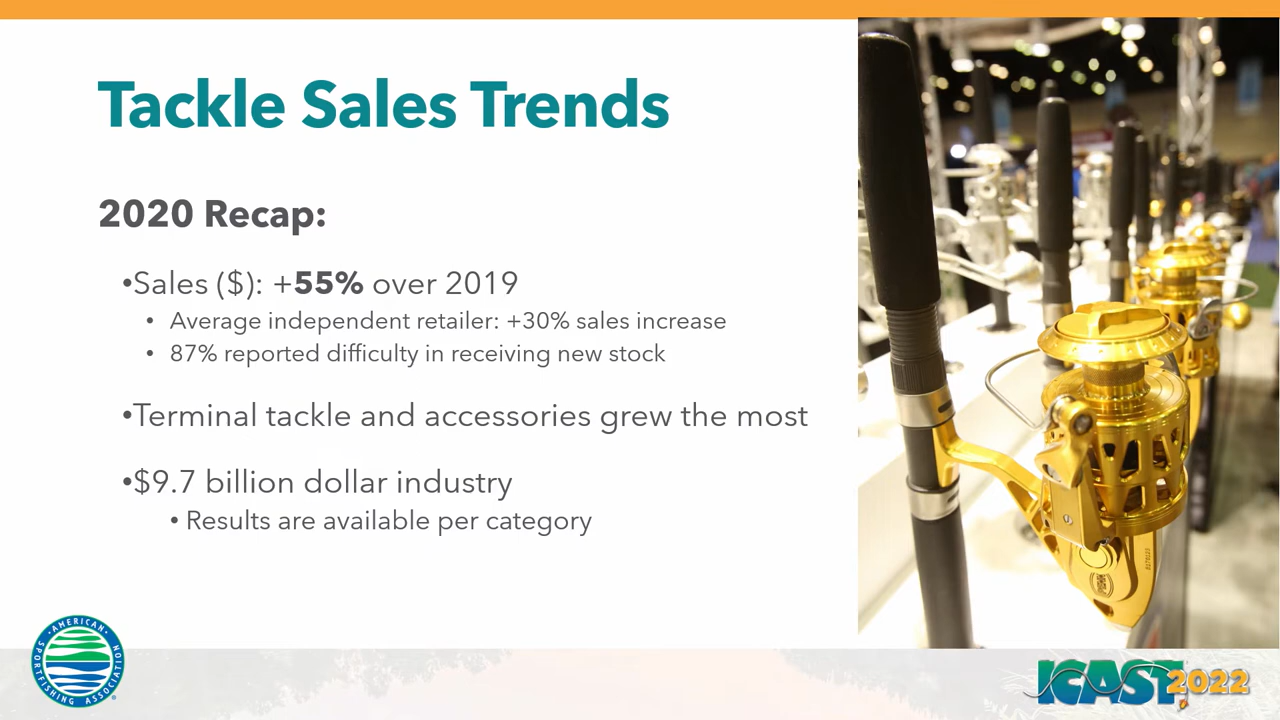 Tackle Sales Trends
2020 Recap:
•Sales ($): +55% over 2019
• Average independent retailer: +30% sales increase
• 87% reported difficulty in receiving new stock
•Terminal tackle and accessories grew the most
•$9.7 billion dollar industry
• Results are available per category
·AMERICAN·
SPORTFISHING ASSOCIATION
ICAST 2022